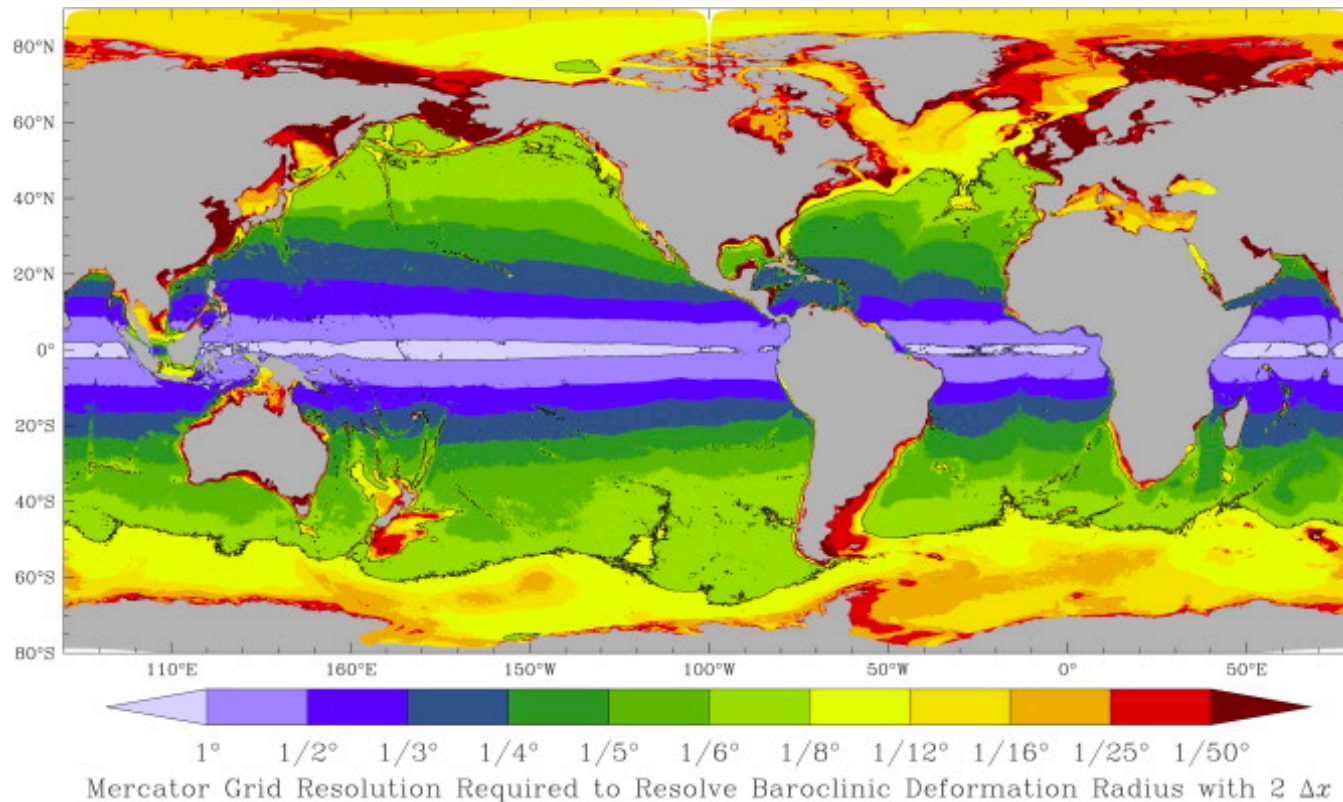 80°N
60°N
40°N
20°N
0°
20°S
40°S
60°S
80°S
110°E 160°E 150°W 100°W 50°W 0° 50°E
1° 1/2° 1/3° 1/4° 1/5° 1/6° 1/8° 1/12° 1/16° 1/25° 1/50°
Mercator Grid Resolution Required to Resolve Baroclinic Deformation Radius with 2 Δx